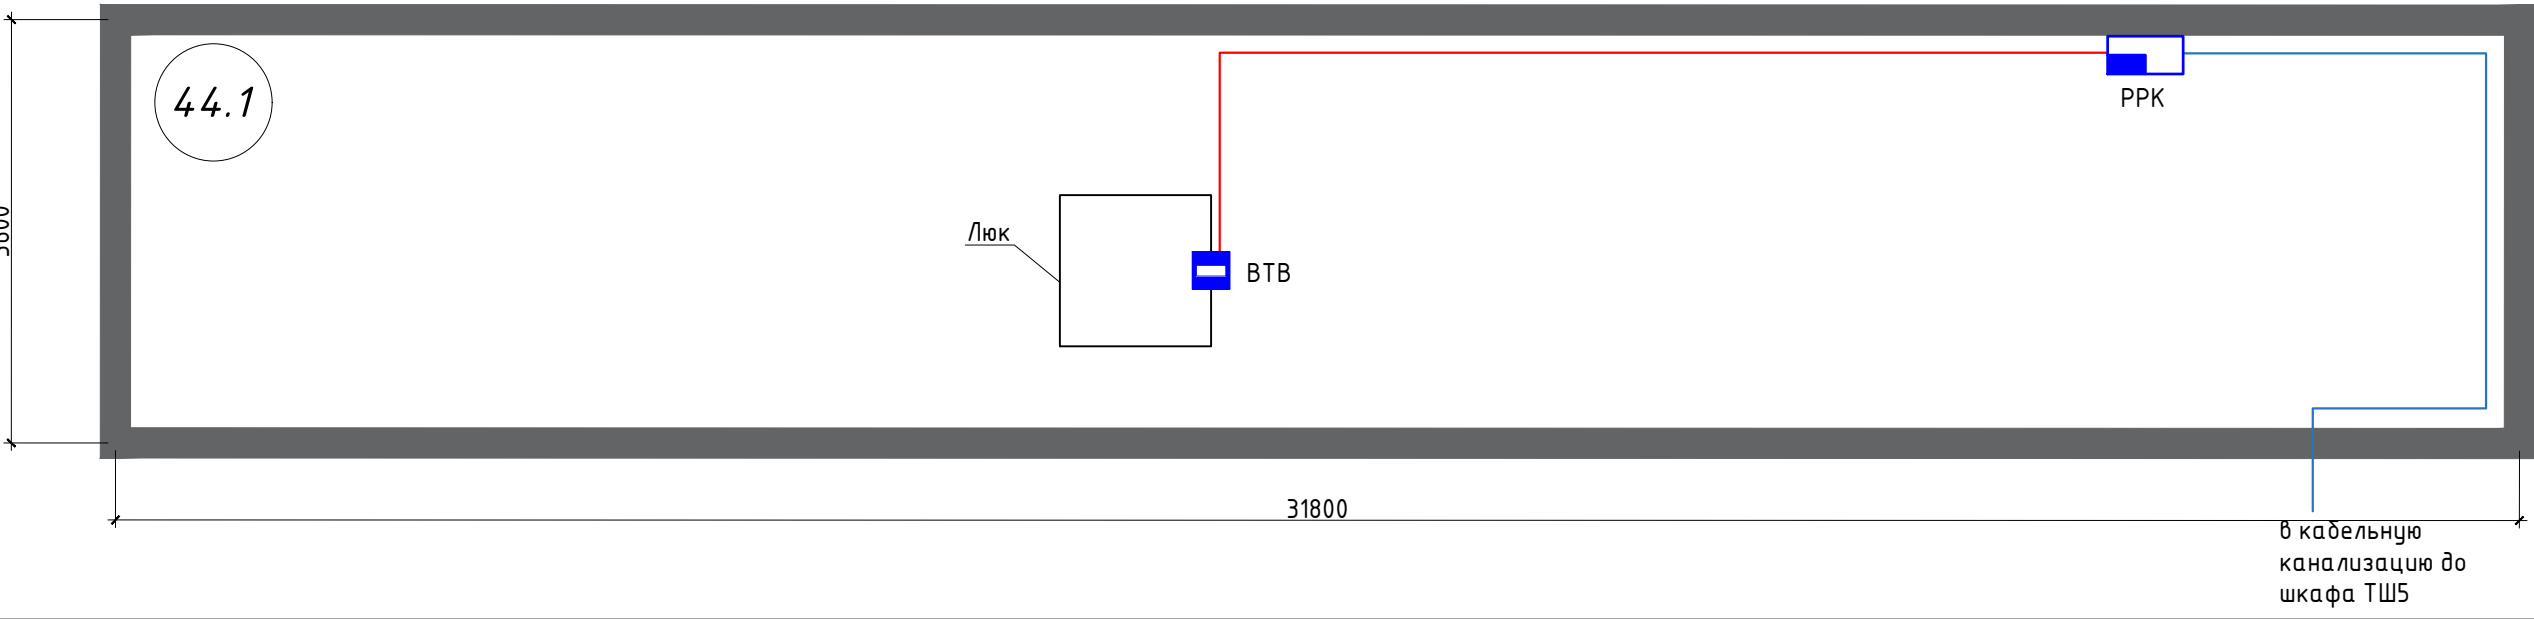 44.1
РРК
Люк
ВТВ
31800
в кабельную
канализацию до
шкафа ТШ5